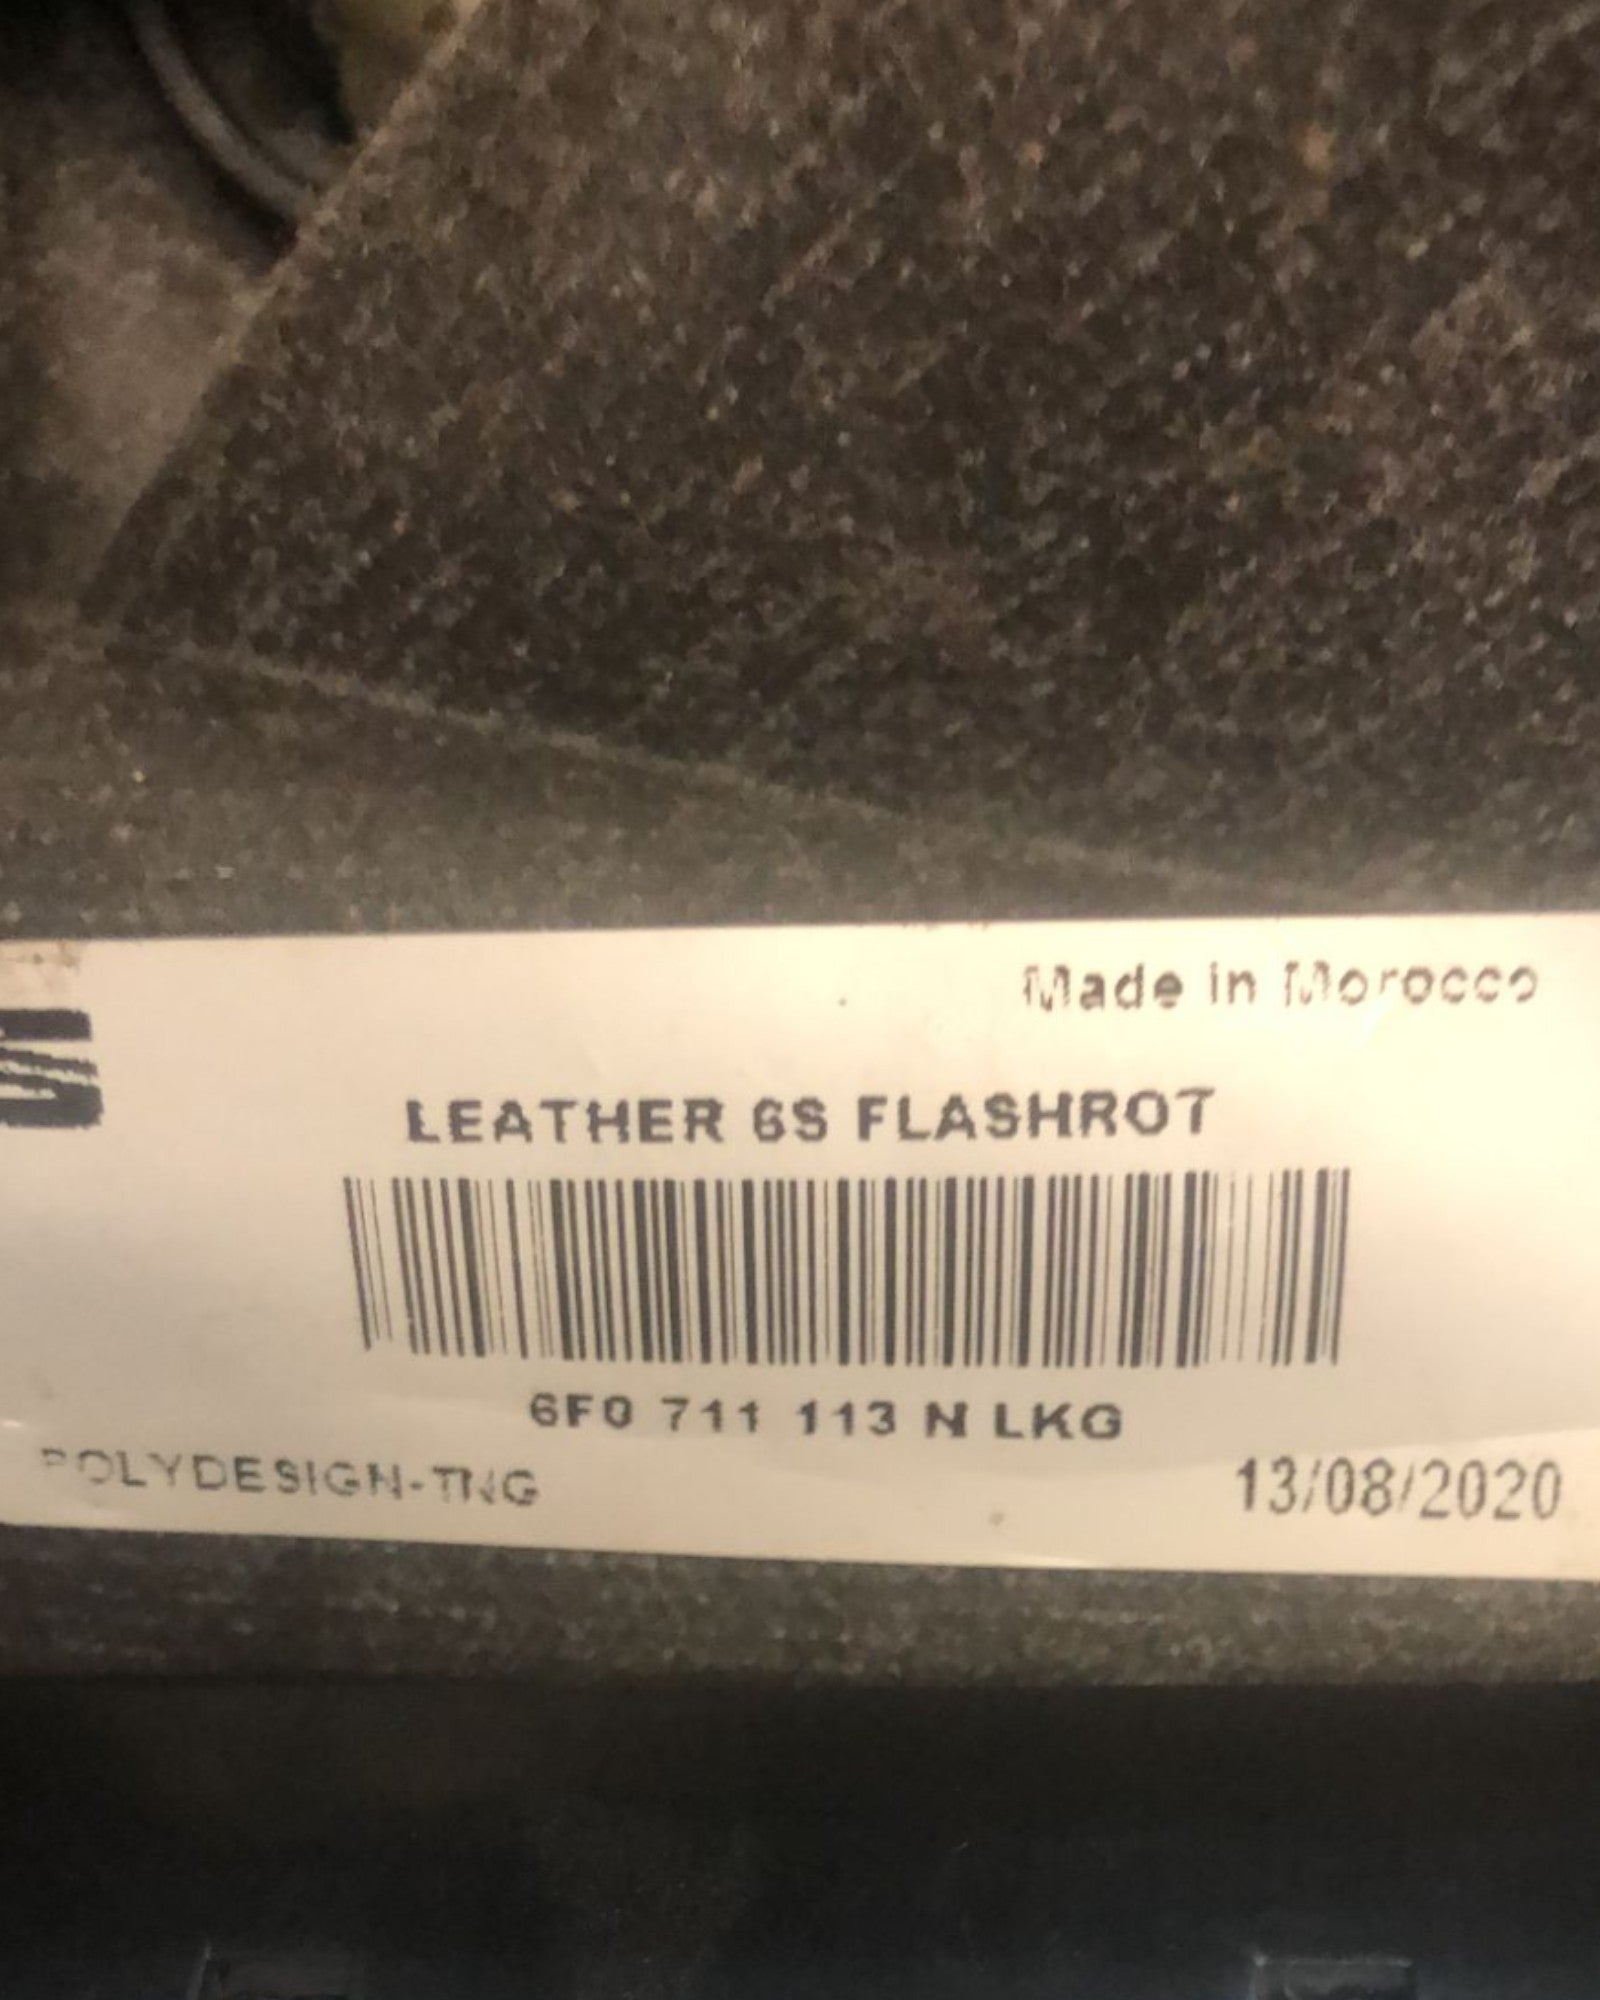 Made in Morocco
LEATHER 6S FLASHROT
6F0 711 113 N LKG
POLYDESIGN-TNG
13/08/2020